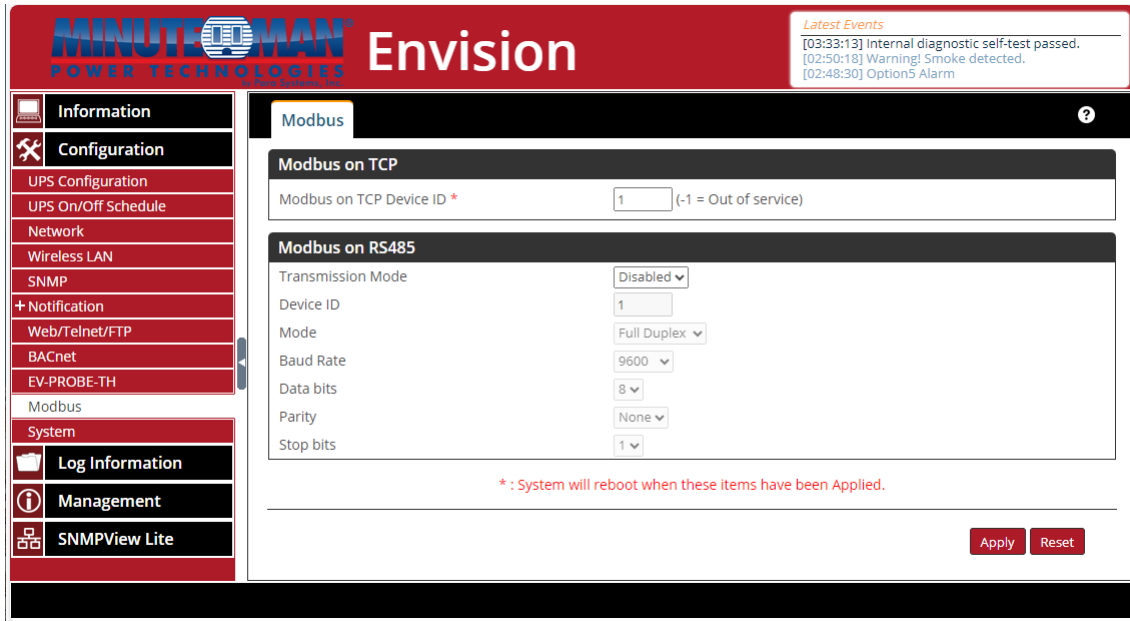 MINUTEMAN®
POWER TECHNOLOGIES
by Para Systems, Inc.
Envision
Latest Events
[03:33:13] Internal diagnostic self-test passed.
[02:50:18] Warning! Smoke detected.
[02:48:30] Option5 Alarm
Information
Configuration
UPS Configuration
UPS On/Off Schedule
Network
Wireless LAN
SNMP
+ Notification
Web/Telnet/FTP
BACnet
EV-PROBE-TH
Modbus
System
Log Information
Management
SNMPView Lite
Modbus
?
Modbus on TCP
Modbus on TCP Device ID * 1 (-1 = Out of service)
Modbus on RS485
Transmission Mode Disabled
Device ID 1
Mode Full Duplex
Baud Rate 9600
Data bits 8
Parity None
Stop bits 1
* : System will reboot when these items have been Applied.
Apply Reset